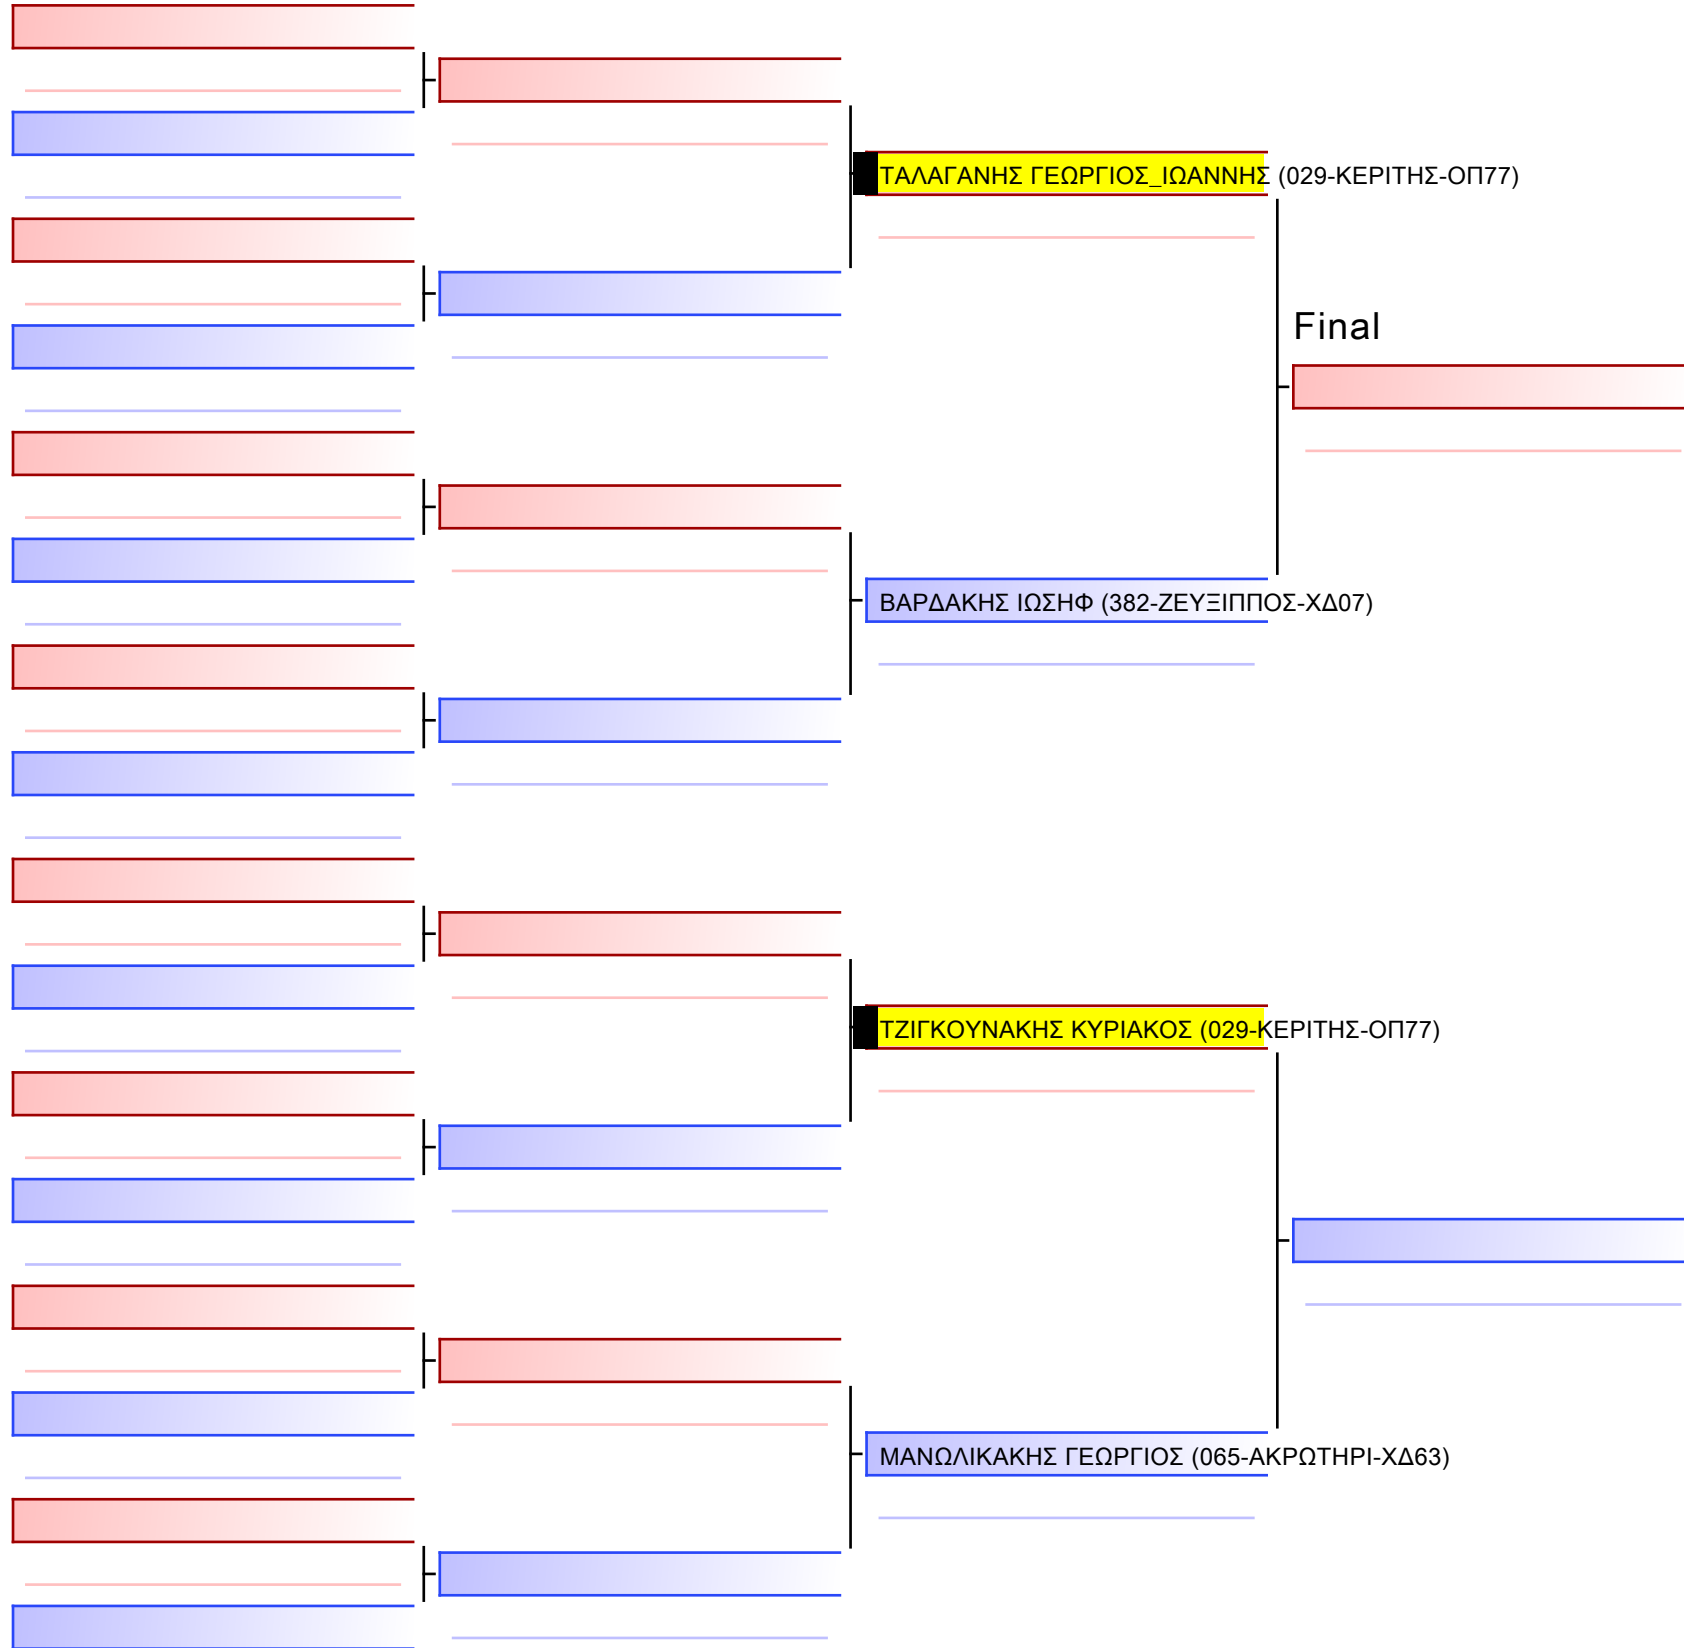 ΤΑΛΑΓΑΝΗΣ ΓΕΩΡΓΙΟΣ_ΙΩΑΝΝΗΣ (029-ΚΕΡΙΤΗΣ-ΟΠ77)
Final
ΒΑΡΔΑΚΗΣ ΙΩΣΗΦ (382-ΖΕΥΞΙΠΠΟΣ-ΧΔ07)
ΤΖΙΓΚΟΥΝΑΚΗΣ ΚΥΡΙΑΚΟΣ (029-ΚΕΡΙΤΗΣ-ΟΠ77)
ΜΑΝΩΛΙΚΑΚΗΣ ΓΕΩΡΓΙΟΣ (065-ΑΚΡΩΤΗΡΙ-ΧΔ63)